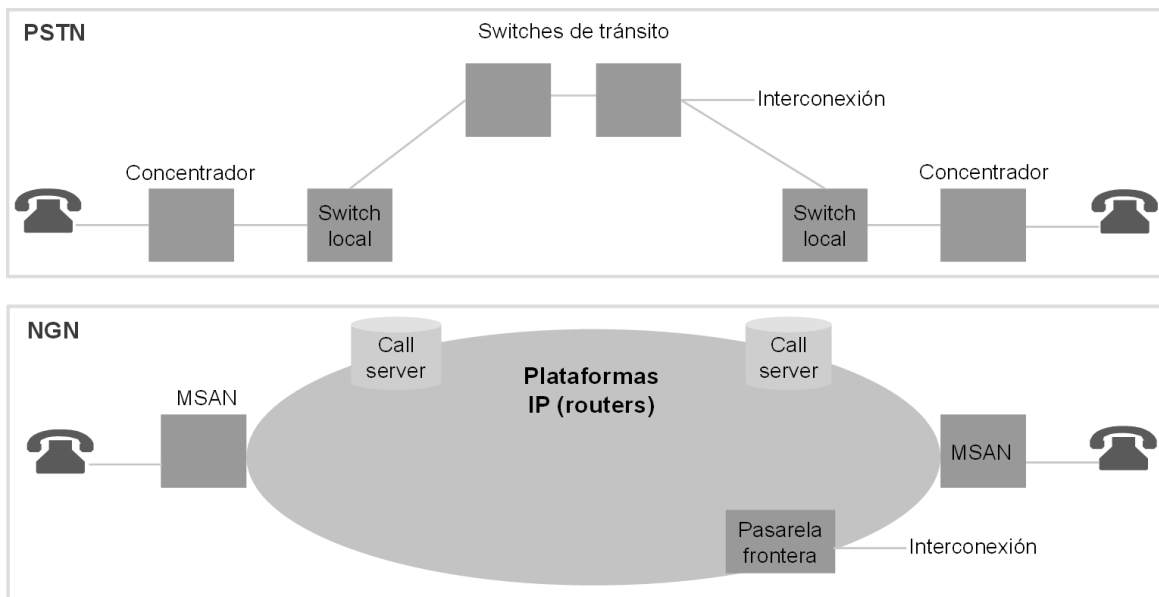 PSTN
Switches de tránsito
Interconexión
Concentrador
Concentrador
Switch
local
Switch
local
NGN
Call
server
Call
server
Plataformas
IP (routers)
MSAN
MSAN
Pasarela
frontera
Interconexión